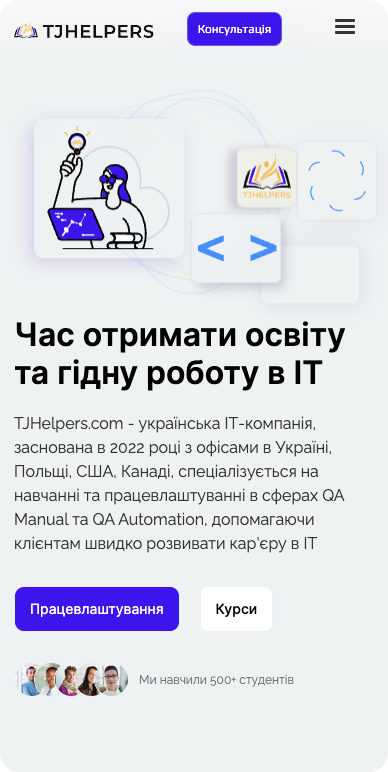 TJHELPERS
Консультація
TJHELPERS
< >
Час отримати освіту
та гідну роботу в IT
TJHelpers.com - українська ІТ-компанія,
заснована в 2022 році з офісами в Україні,
Польщі, США, Канаді, спеціалізується на
навчанні та працевлаштуванні в сферах QA
Manual та QA Automation, допомагаючи
клієнтам швидко розвивати кар'єру в ІТ
Працевлаштування
Курси
Ми навчили 500+ студентів